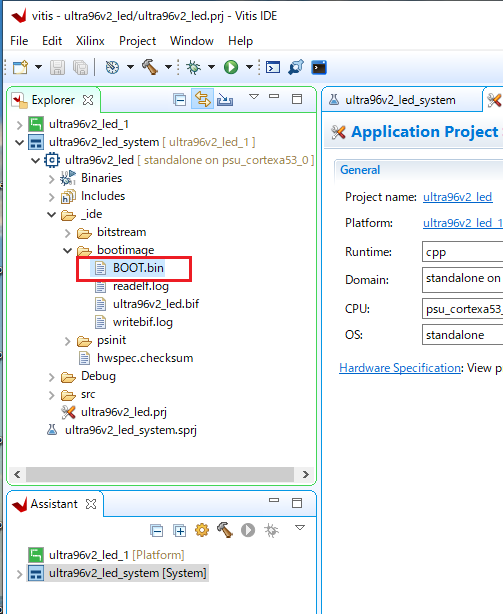 vitis - ultra96v2_led/ultra96v2_led.prj - Vitis IDE
File Edit Xilinx Project Window Help
Explorer
ultra96v2_led_1
ultra96v2_led_system [ ultra96v2_led_1 ]
ultra96v2_led [ standalone on psu_cortexa53_0 ]
Binaries
Includes
_ide
bitstream
bootimage
BOOT.bin
readelf.log
ultra96v2_led.bif
writebif.log
psinit
hwspec.checksum
Debug
src
ultra96v2_led.prj
ultra96v2_led_system.sprj
Assistant
ultra96v2_led_1 [Platform]
ultra96v2_led_system [System]
ultra96v2_led_system
Application Project
General
Project name: ultra96v2_led
Platform: ultra96v2_led_1
Runtime: cpp
Domain: standalone on
CPU: psu_cortexa53_
OS: standalone
Hardware Specification: View p